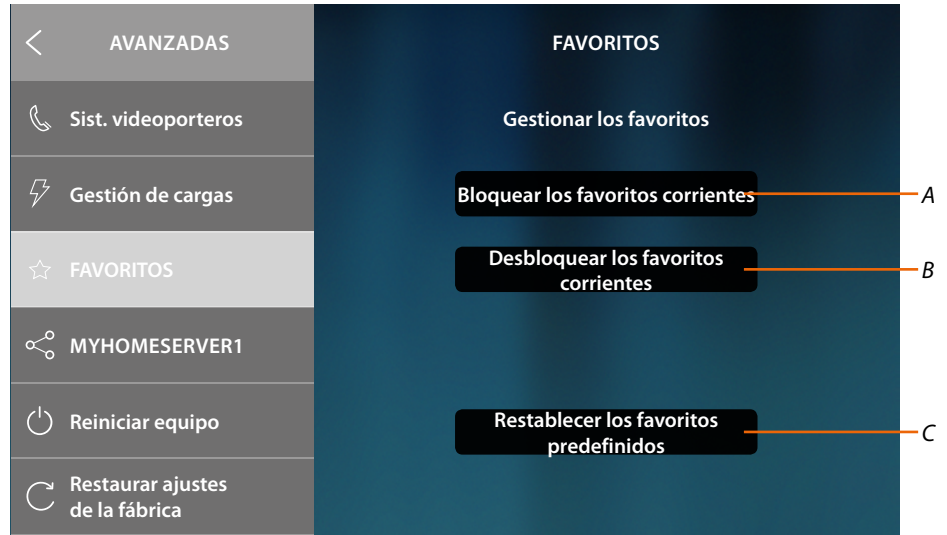 AVANZADAS
Sist. videoporteros
Gestión de cargas
FAVORITOS
MYHOMESERVER1
Reiniciar equipo
Restaurar ajustes
de la fábrica
FAVORITOS
Gestionar los favoritos
Bloquear los favoritos corrientes
Desbloquear los favoritos
corrientes
Restablecer los favoritos
predefinidos
A
B
C